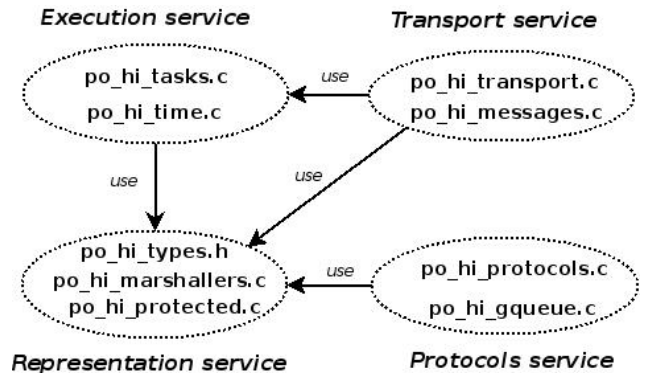 Execution service
Transport service
po_hi_tasks.c
po_hi_time.c
use
po_hi_transport.c
po_hi_messages.c
use
use
po_hi_types.h
po_hi_marshallers.c
po_hi_protected.c
use
po_hi_protocols.c
po_hi_gqueue.c
Representation service
Protocols service